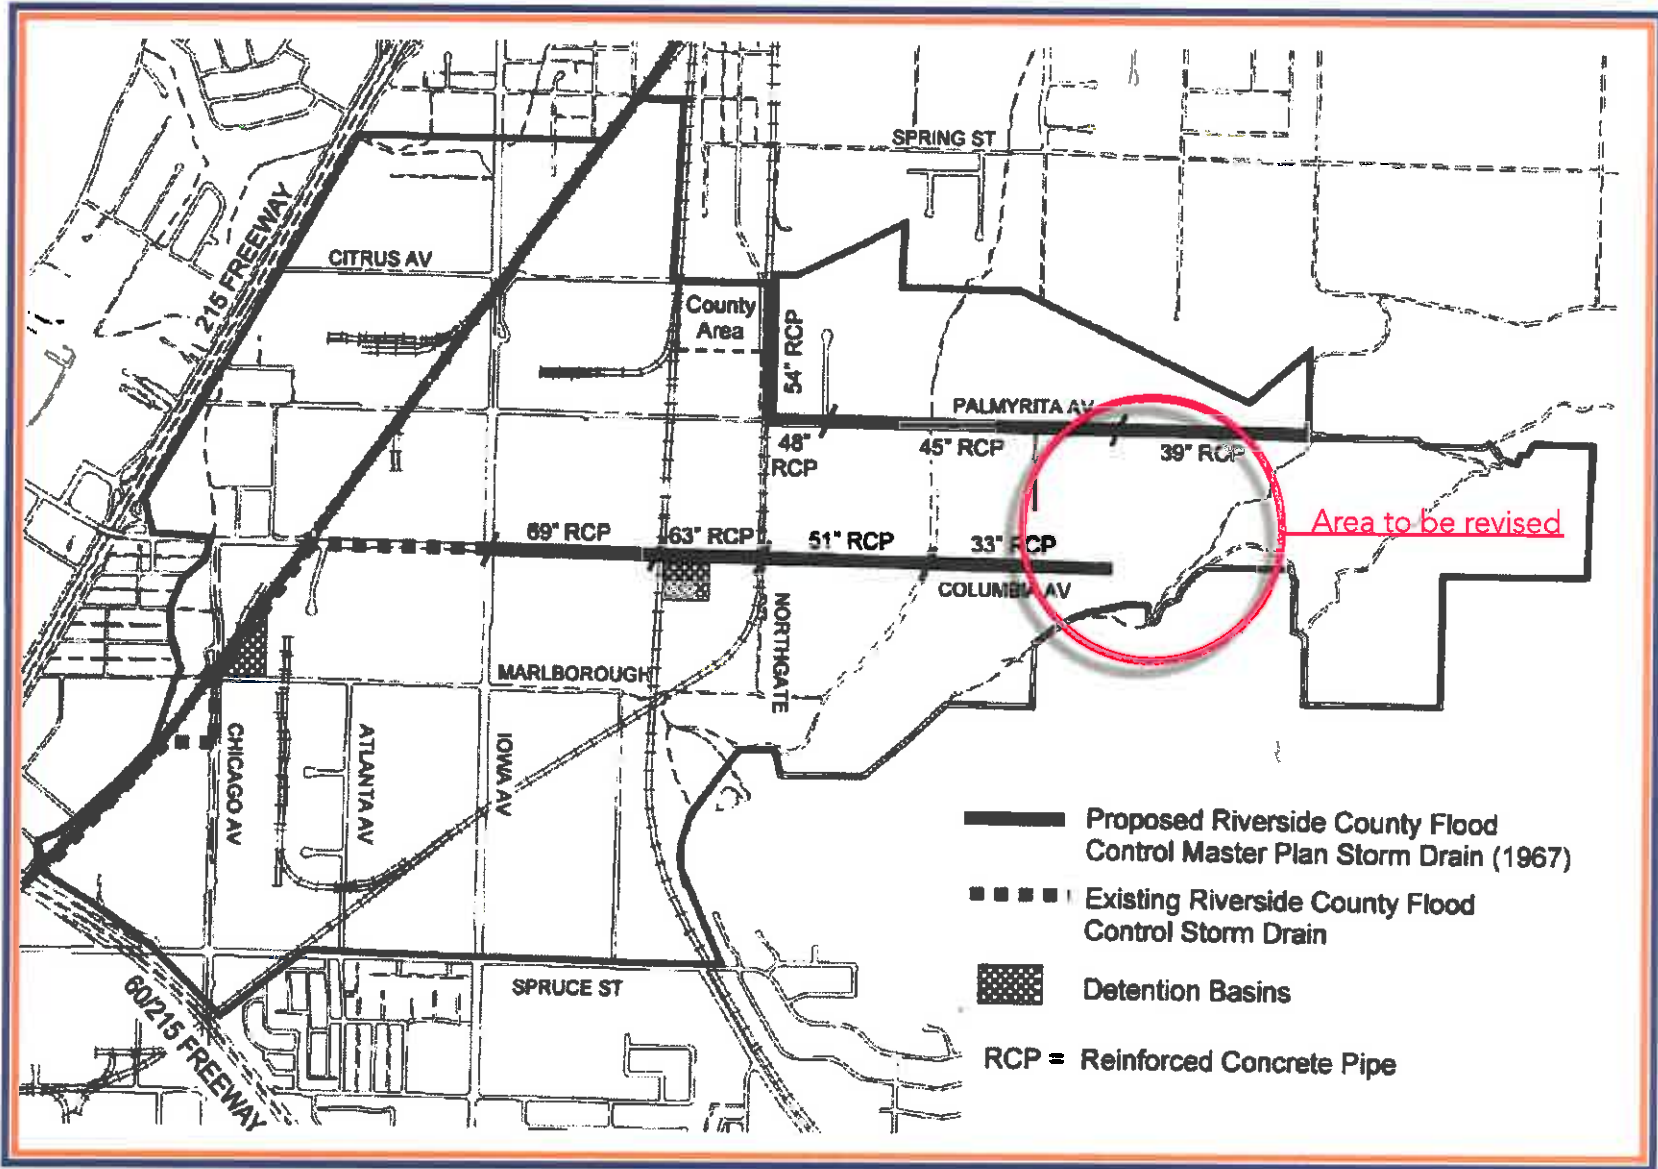 SPRING ST
215 FREEWAY
CITRUS AV
County
Area
54" RCP
PALMYRITA AV
48"
RCP
45" RCP
39" RCP
Area to be revised
69" RCP
63" RCP
51" RCP
33" RCP
COLUMBIA AV
NORTHGATE
MARLBOROUGH
CHICAGO AV
ATLANTA AV
IOWA AV
Proposed Riverside County Flood
Control Master Plan Storm Drain (1967)
Existing Riverside County Flood
Control Storm Drain
SPRUCE ST
Detention Basins
60/215 FREEWAY
RCP = Reinforced Concrete Pipe